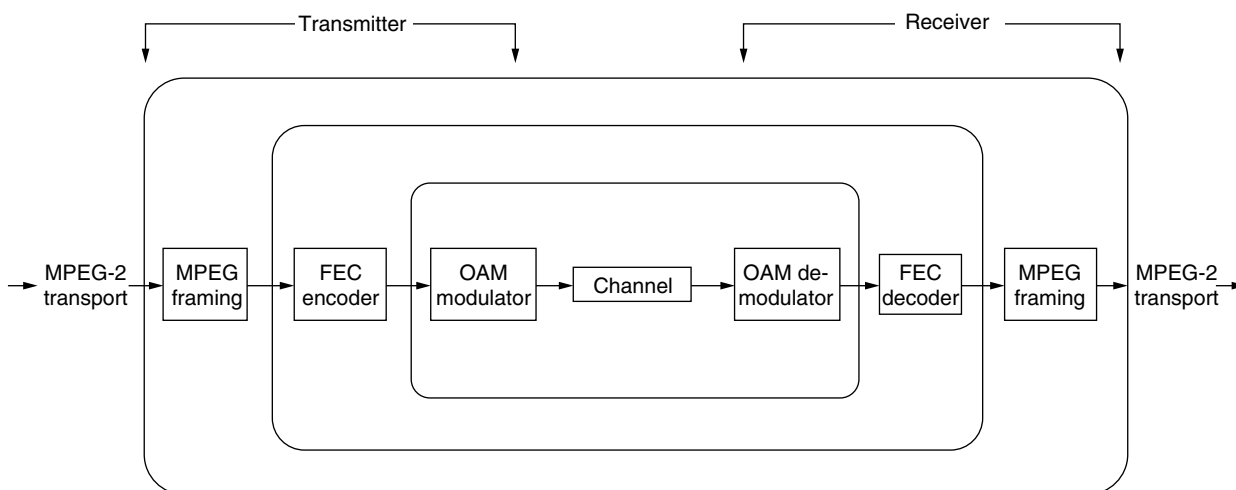 Transmitter
Receiver
MPEG-2
transport
MPEG
framing
FEC
encoder
OAM
modulator
Channel
OAM de-
modulator
FEC
decoder
MPEG
framing
MPEG-2
transport